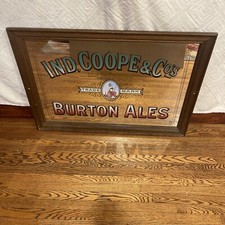 IND. COOPE & CO'S
TRADE MARK
BURTON ALES